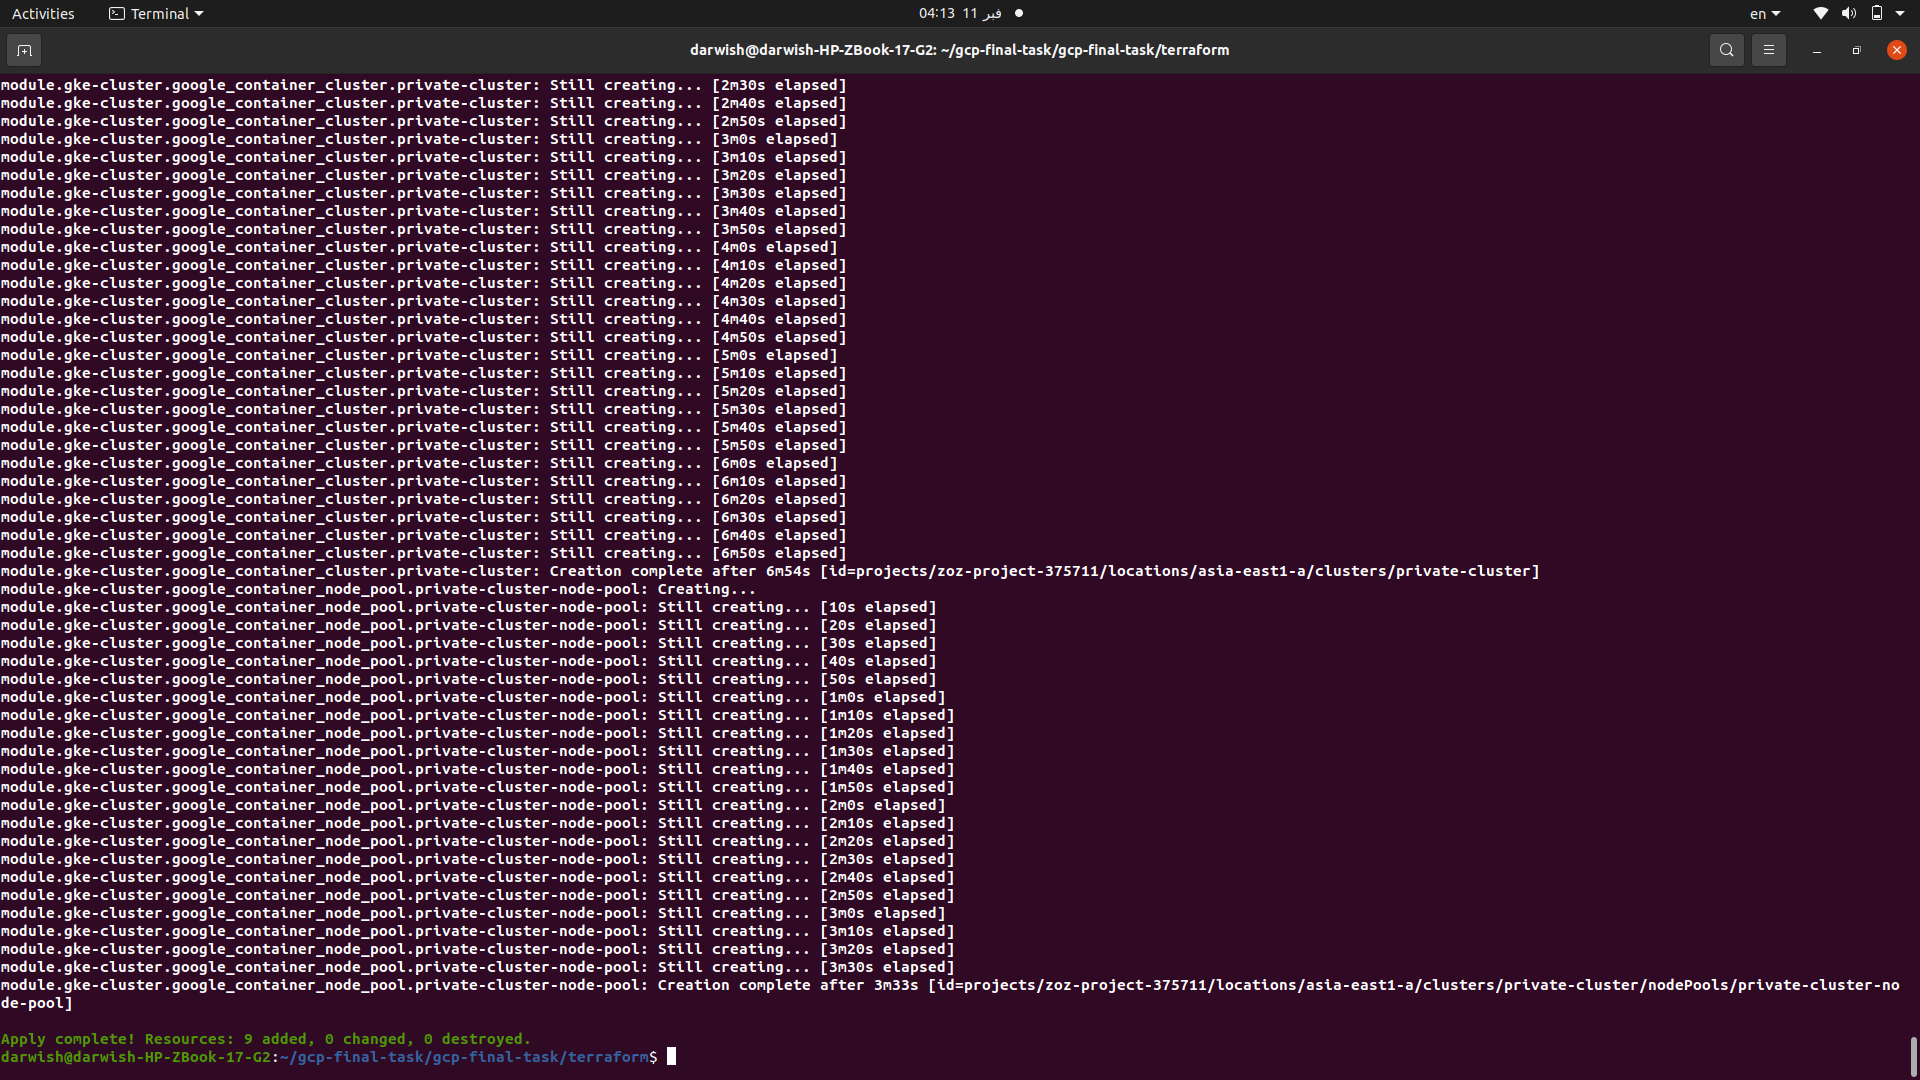 Activities Terminal 04:13 11 فبر en
darwish@darwish-HP-ZBook-17-G2: ~/gcp-final-task/gcp-final-task/terraform
module.gke-cluster.google_container_cluster.private-cluster: Still creating... [2m30s elapsed]
module.gke-cluster.google_container_cluster.private-cluster: Still creating... [2m40s elapsed]
module.gke-cluster.google_container_cluster.private-cluster: Still creating... [2m50s elapsed]
module.gke-cluster.google_container_cluster.private-cluster: Still creating... [3m0s elapsed]
module.gke-cluster.google_container_cluster.private-cluster: Still creating... [3m10s elapsed]
module.gke-cluster.google_container_cluster.private-cluster: Still creating... [3m20s elapsed]
module.gke-cluster.google_container_cluster.private-cluster: Still creating... [3m30s elapsed]
module.gke-cluster.google_container_cluster.private-cluster: Still creating... [3m40s elapsed]
module.gke-cluster.google_container_cluster.private-cluster: Still creating... [3m50s elapsed]
module.gke-cluster.google_container_cluster.private-cluster: Still creating... [4m0s elapsed]
module.gke-cluster.google_container_cluster.private-cluster: Still creating... [4m10s elapsed]
module.gke-cluster.google_container_cluster.private-cluster: Still creating... [4m20s elapsed]
module.gke-cluster.google_container_cluster.private-cluster: Still creating... [4m30s elapsed]
module.gke-cluster.google_container_cluster.private-cluster: Still creating... [4m40s elapsed]
module.gke-cluster.google_container_cluster.private-cluster: Still creating... [4m50s elapsed]
module.gke-cluster.google_container_cluster.private-cluster: Still creating... [5m0s elapsed]
module.gke-cluster.google_container_cluster.private-cluster: Still creating... [5m10s elapsed]
module.gke-cluster.google_container_cluster.private-cluster: Still creating... [5m20s elapsed]
module.gke-cluster.google_container_cluster.private-cluster: Still creating... [5m30s elapsed]
module.gke-cluster.google_container_cluster.private-cluster: Still creating... [5m40s elapsed]
module.gke-cluster.google_container_cluster.private-cluster: Still creating... [5m50s elapsed]
module.gke-cluster.google_container_cluster.private-cluster: Still creating... [6m0s elapsed]
module.gke-cluster.google_container_cluster.private-cluster: Still creating... [6m10s elapsed]
module.gke-cluster.google_container_cluster.private-cluster: Still creating... [6m20s elapsed]
module.gke-cluster.google_container_cluster.private-cluster: Still creating... [6m30s elapsed]
module.gke-cluster.google_container_cluster.private-cluster: Still creating... [6m40s elapsed]
module.gke-cluster.google_container_cluster.private-cluster: Still creating... [6m50s elapsed]
module.gke-cluster.google_container_cluster.private-cluster: Creation complete after 6m54s [id=projects/zoz-project-375711/locations/asia-east1-a/clusters/private-cluster]
module.gke-cluster.google_container_node_pool.private-cluster-node-pool: Creating...
module.gke-cluster.google_container_node_pool.private-cluster-node-pool: Still creating... [10s elapsed]
module.gke-cluster.google_container_node_pool.private-cluster-node-pool: Still creating... [20s elapsed]
module.gke-cluster.google_container_node_pool.private-cluster-node-pool: Still creating... [30s elapsed]
module.gke-cluster.google_container_node_pool.private-cluster-node-pool: Still creating... [40s elapsed]
module.gke-cluster.google_container_node_pool.private-cluster-node-pool: Still creating... [50s elapsed]
module.gke-cluster.google_container_node_pool.private-cluster-node-pool: Still creating... [1m0s elapsed]
module.gke-cluster.google_container_node_pool.private-cluster-node-pool: Still creating... [1m10s elapsed]
module.gke-cluster.google_container_node_pool.private-cluster-node-pool: Still creating... [1m20s elapsed]
module.gke-cluster.google_container_node_pool.private-cluster-node-pool: Still creating... [1m30s elapsed]
module.gke-cluster.google_container_node_pool.private-cluster-node-pool: Still creating... [1m40s elapsed]
module.gke-cluster.google_container_node_pool.private-cluster-node-pool: Still creating... [1m50s elapsed]
module.gke-cluster.google_container_node_pool.private-cluster-node-pool: Still creating... [2m0s elapsed]
module.gke-cluster.google_container_node_pool.private-cluster-node-pool: Still creating... [2m10s elapsed]
module.gke-cluster.google_container_node_pool.private-cluster-node-pool: Still creating... [2m20s elapsed]
module.gke-cluster.google_container_node_pool.private-cluster-node-pool: Still creating... [2m30s elapsed]
module.gke-cluster.google_container_node_pool.private-cluster-node-pool: Still creating... [2m40s elapsed]
module.gke-cluster.google_container_node_pool.private-cluster-node-pool: Still creating... [2m50s elapsed]
module.gke-cluster.google_container_node_pool.private-cluster-node-pool: Still creating... [3m0s elapsed]
module.gke-cluster.google_container_node_pool.private-cluster-node-pool: Still creating... [3m10s elapsed]
module.gke-cluster.google_container_node_pool.private-cluster-node-pool: Still creating... [3m20s elapsed]
module.gke-cluster.google_container_node_pool.private-cluster-node-pool: Still creating... [3m30s elapsed]
module.gke-cluster.google_container_node_pool.private-cluster-node-pool: Creation complete after 3m33s [id=projects/zoz-project-375711/locations/asia-east1-a/clusters/private-cluster/nodePools/private-cluster-no
de-pool]
Apply complete! Resources: 9 added, 0 changed, 0 destroyed.
darwish@darwish-HP-ZBook-17-G2:~/gcp-final-task/gcp-final-task/terraform$